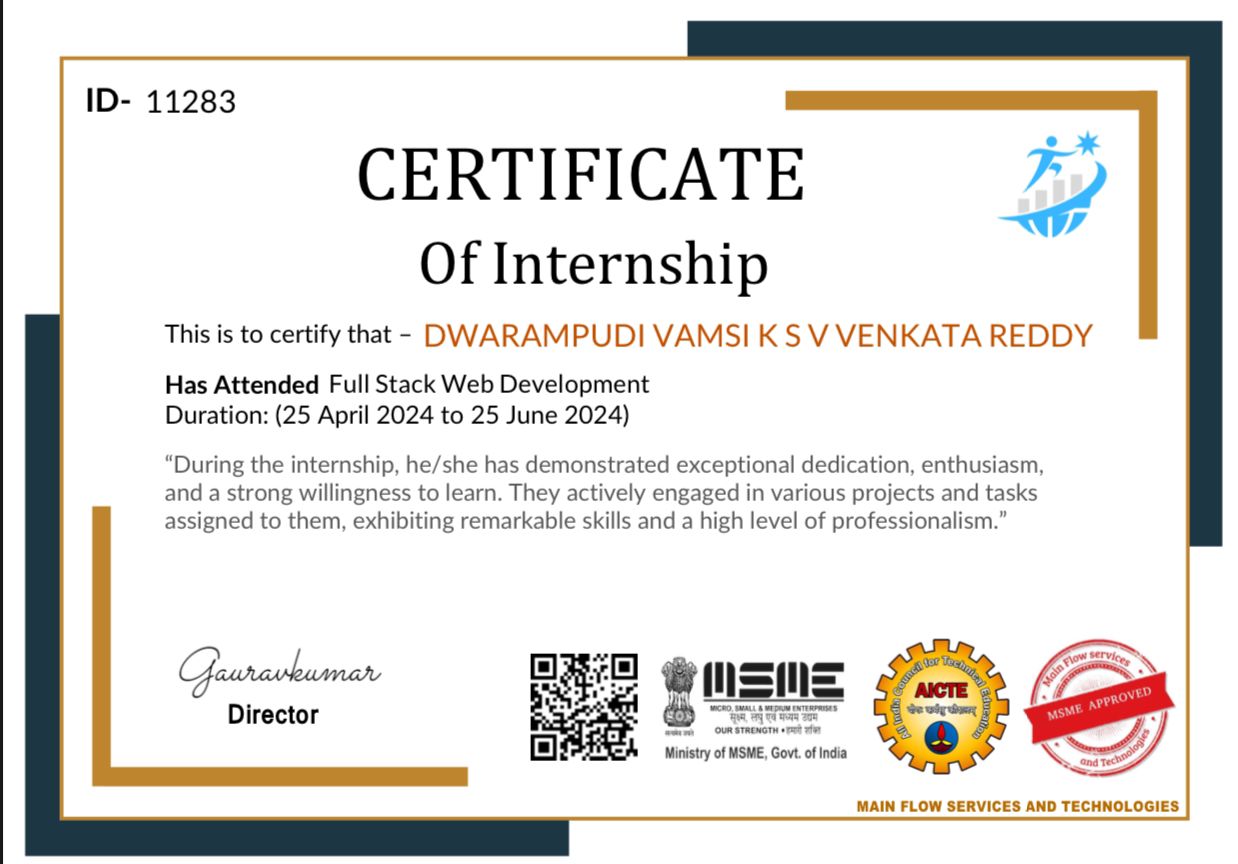 ID- 11283
CERTIFICATE
Of Internship
This is to certify that – DWARAMPUDI VAMSI K S V VENKATA REDDY
Has Attended Full Stack Web Development
Duration: (25 April 2024 to 25 June 2024)
“During the internship, he/she has demonstrated exceptional dedication, enthusiasm,
and a strong willingness to learn. They actively engaged in various projects and tasks
assigned to them, exhibiting remarkable skills and a high level of professionalism.”
Gauravkumar
Director
सत्यमेव जयते
MSME
MICRO, SMALL & MEDIUM ENTERPRISES
सूक्ष्म, लघु एवं मध्यम उद्यम
OUR STRENGTH • हमारी शक्ति
Ministry of MSME, Govt. of India
All India Council for Technical Education
AICTE
Main Flow services
MSME APPROVED
and Technologies
MAIN FLOW SERVICES AND TECHNOLOGIES